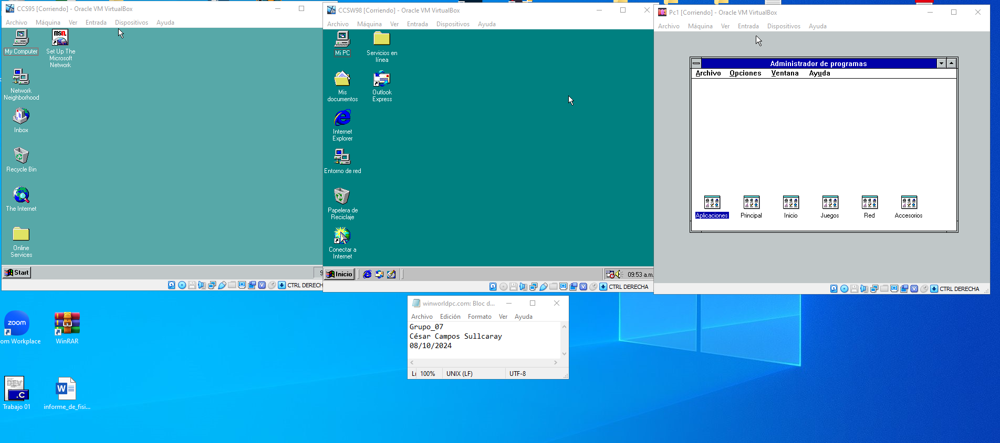 CCS95 [Corriendo] - Oracle VM VirtualBox
Archivo Máquina Ver Entrada Dispositivos Ayuda
My Computer
msn.
Set Up The
Microsoft
Network
Network
Neighborhood
Inbox
Recycle Bin
The Internet
Online
Services
Start
9
CTRL DERECH
CCSW98 [Corriendo] - Oracle VM VirtualBox
Archivo Máquina Ver Entrada Dispositivos Ayuda
Mi PC
Servicios en
línea
Mis
documentos
Outlook
Express
Internet
Explorer
Entorno de red
Papelera de
Reciclaje
Conectar a
Internet
Inicio
09:53 a.m.
CTRL DERECHA
Pc1 [Corriendo] - Oracle VM VirtualBox
Archivo Máquina Ver Entrada Dispositivos Ayuda
Administrador de programas
Archivo Opciones Ventana Ayuda
Aplicaciones Principal Inicio Juegos Red Accesorios
CTRL DERECHA
winworldpc.com: Bloc d...
Archivo Edición Formato Ver Ayuda
Grupo_07
César Campos Sullcaray
08/10/2024
100% UNIX (LF) UTF-8
zoom
om Workplace
WinRAR
DEV
.C
Trabajo 01
W
informe_de_fisi...